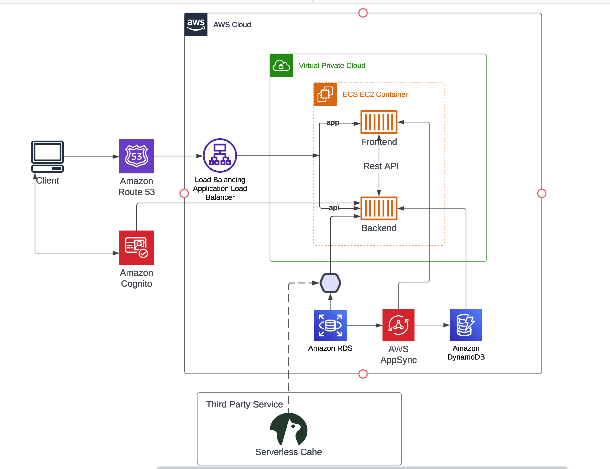 aws
AWS Cloud
Virtual Private Cloud
ECS EC2 Container
app
Frontend
Client
53
Amazon
Route 53
Load Balancing
Application Load
Balancer
Rest API
api
Backend
Amazon
Cognito
Amazon RDS
AWS
AppSync
Amazon
DynamoDB
Third Party Service
Serverless Cahe